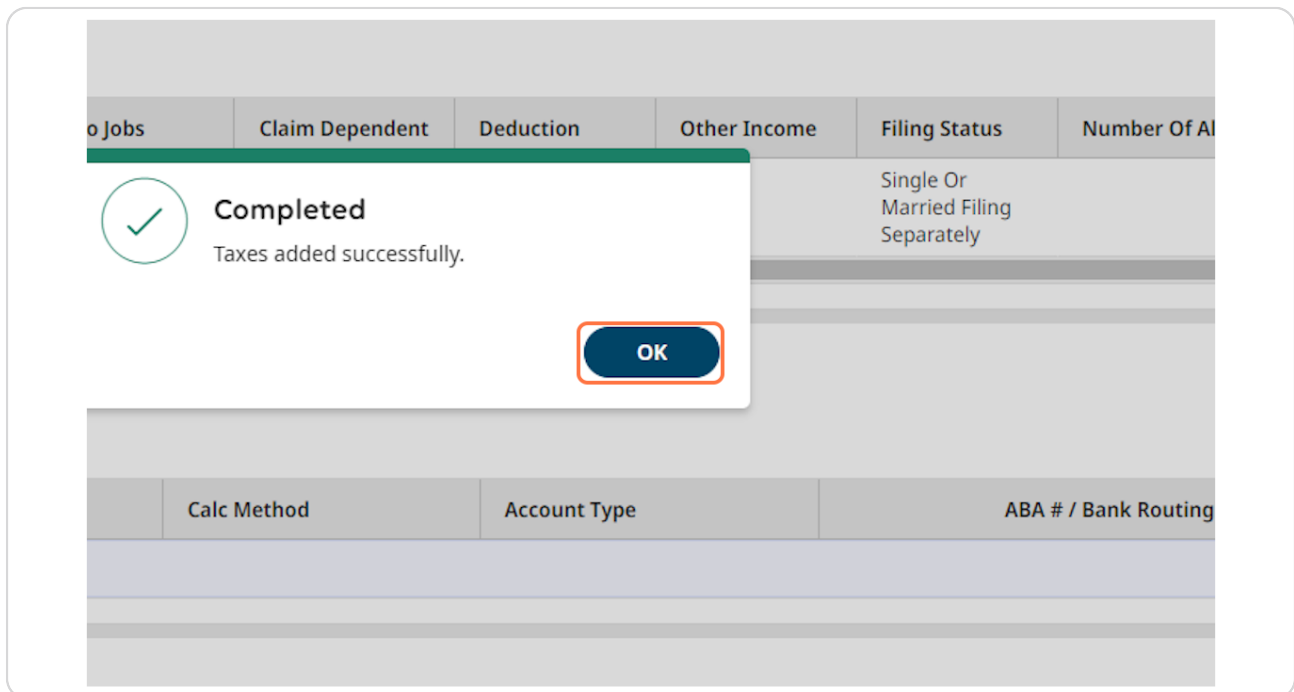 o Jobs Claim Dependent Deduction Other Income Filing Status Number Of Al
Single Or
Married Filing
Separately
Completed
Taxes added successfully.
OK
Calc Method Account Type ABA # / Bank Routing